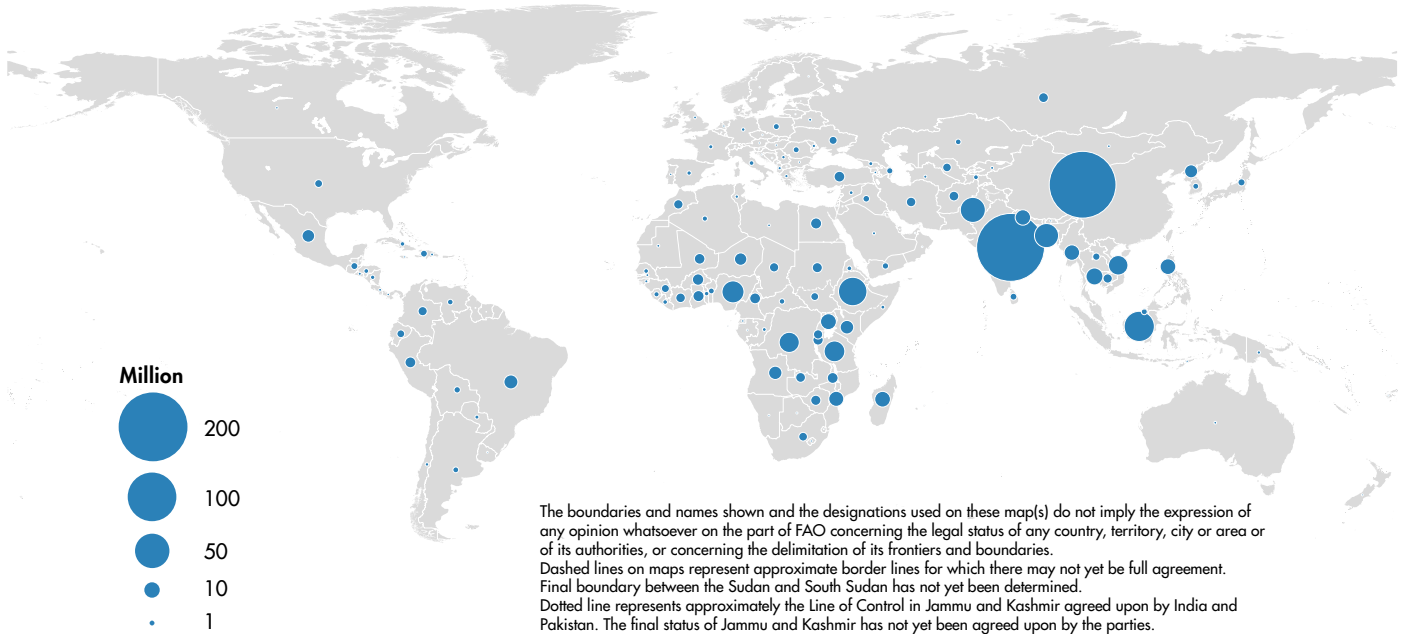 Million
200
100
50
10
1
The boundaries and names shown and the designations used on these map(s) do not imply the expression of
any opinion whatsoever on the part of FAO concerning the legal status of any country, territory, city or area or
of its authorities, or concerning the delimitation of its frontiers and boundaries.
Dashed lines on maps represent approximate border lines for which there may not yet be full agreement.
Final boundary between the Sudan and South Sudan has not yet been determined.
Dotted line represents approximately the Line of Control in Jammu and Kashmir agreed upon by India and
Pakistan. The final status of Jammu and Kashmir has not yet been agreed upon by the parties.